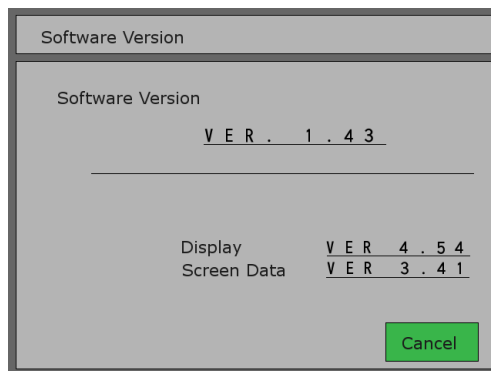 Software Version
Software Version
VER. 1.43
Display VER 4.54
Screen Data VER 3.41
Cancel